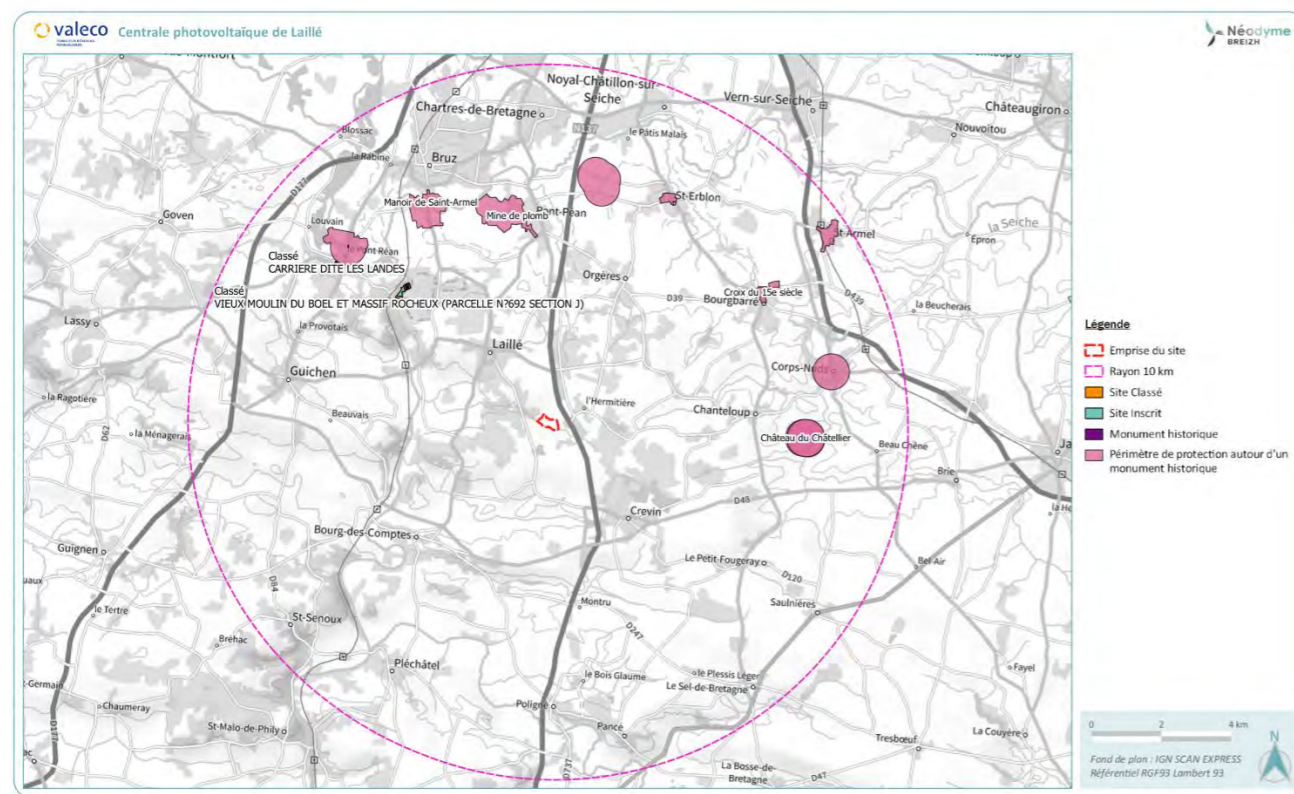 valeco Centrale photovoltaïque de Laillé
Néodyme
BREIZH
Noyal-Châtillon-sur-
Seiche
Vern-sur-Seiche
Châteaugiron
Chartres-de-Bretagne
N137
Nouvoitou
Blossac
le Pâtis Malais
la Rabine
Bruz
D177
St-Erblon
Manoir de Saint-Armel
Mine de plomb
Pont-Péan
Goven
Louvain
la Seiche
Epron
Classé
CARRIERE DITE LES LANDES
Orgères
Classé
VIEUX MOULIN DU BOEL ET MASSIF ROCHEUX (PARCELLE N?692 SECTION J)
D39
Croix du 15e siècle
Bourgbarré
D439
la Beucherais
Lassy
la Provotais
Laillé
Guichen
Corps-Nuds
la Ragotière
l'Hermitière
Beauvais
Chanteloup
D62
la Ménagerais
Château du Châtellier
Beau Chêne
Brie
D48
Crevin
Bourg-des-Comptes
Guignen
Le Petit-Fougeray
Bel-Air
D120
D84
le Tertre
Montru
Saulnières
St-Senoux
D247
Bréhac
Pléchâtel
Fayel
le Bois Glaume
le Plessis Léger
Le Sel-de-Bretagne
Chaumeray
Poligné
D177
St-Malo-de-Phily
Pancé
Tresbœuf
La Couyère
La Bosse-de-
Bretagne
D737
D47
Légende
Emprise du site
Rayon 10 km
Site Classé
Site Inscrit
Monument historique
Périmètre de protection autour d'un
monument historique
0 2 4 km
N
Fond de plan : IGN SCAN EXPRESS
Référentiel RGF93 Lambert 93